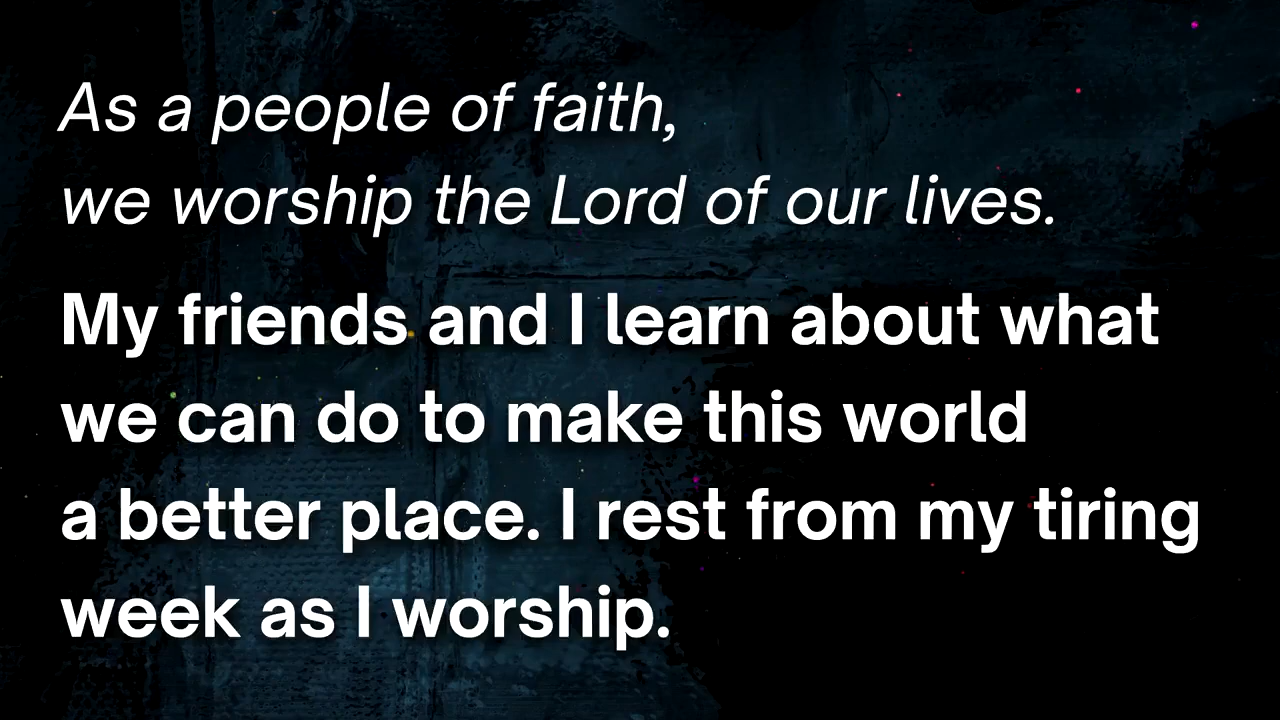 As a people of faith,
we worship the Lord of our lives.
My friends and I learn about what
we can do to make this world
a better place. I rest from my tiring
week as I worship.